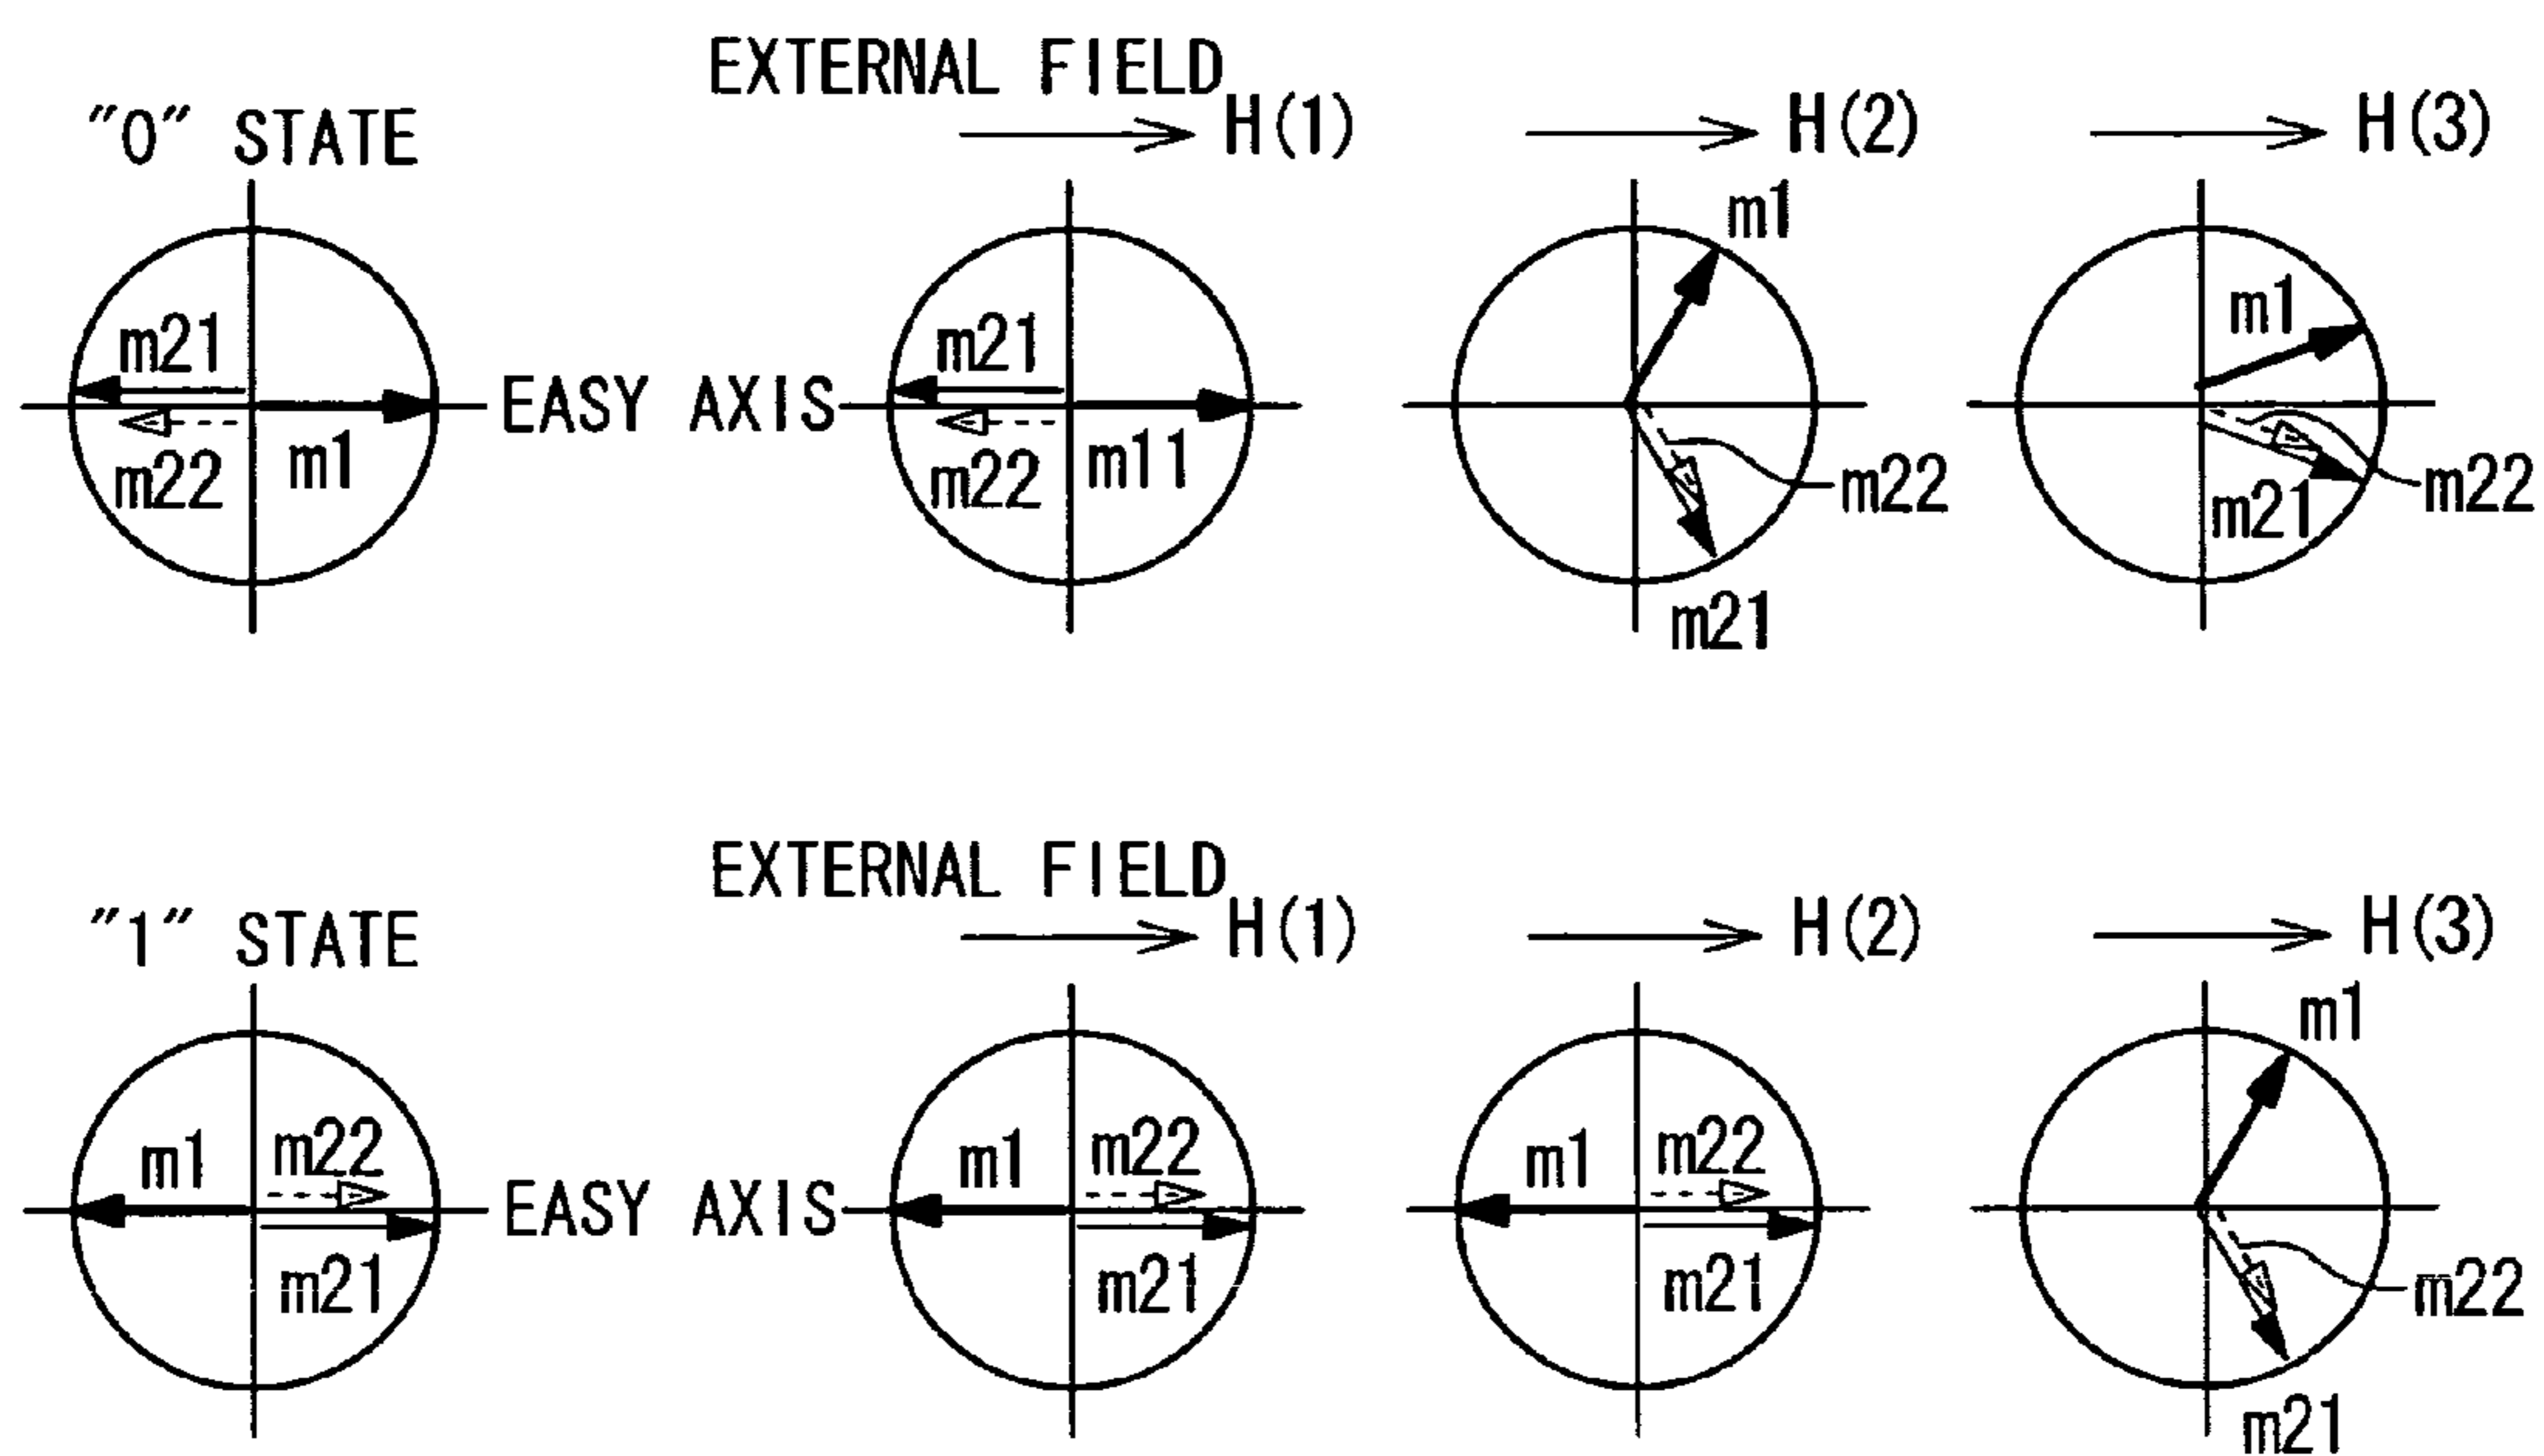 EXTERNAL FIELD
"0" STATE
H(1)
H(2)
H(3)
m21
m22
m1
EASY AXIS
m21
m22
m11
m1
m22
m21
m1
m21
m22
EXTERNAL FIELD
"1" STATE
H(1)
H(2)
H(3)
m1
m22
m21
EASY AXIS
m1
m22
m21
m1
m22
m21
m1
m22
m21